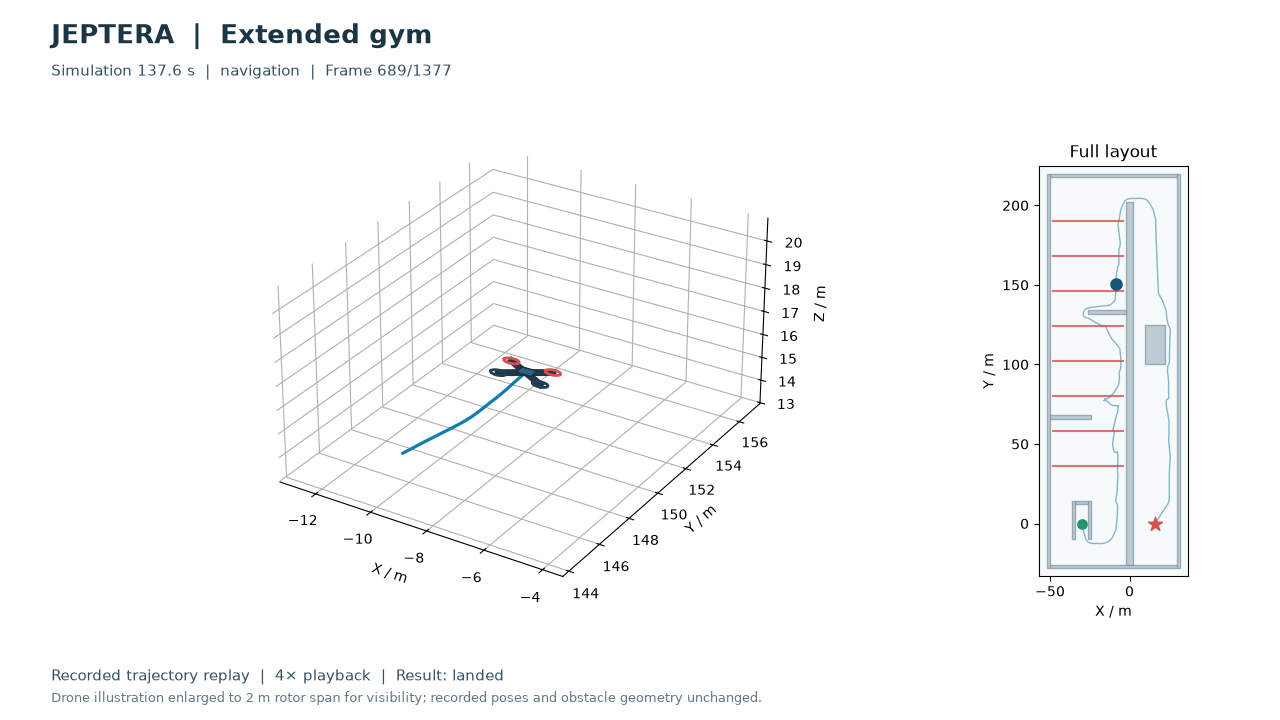 JEPTERA | Extended gym
Simulation 137.6 s | navigation | Frame 689/1377
Full layout
20
19
18
17
16
15
14
13
Z / m
156
154
152
150
148
146
144
Y / m
−12
−10
−8
−6
−4
X / m
200
150
100
50
0
Y / m
−50
0
X / m
Recorded trajectory replay | 4× playback | Result: landed
Drone illustration enlarged to 2 m rotor span for visibility; recorded poses and obstacle geometry unchanged.